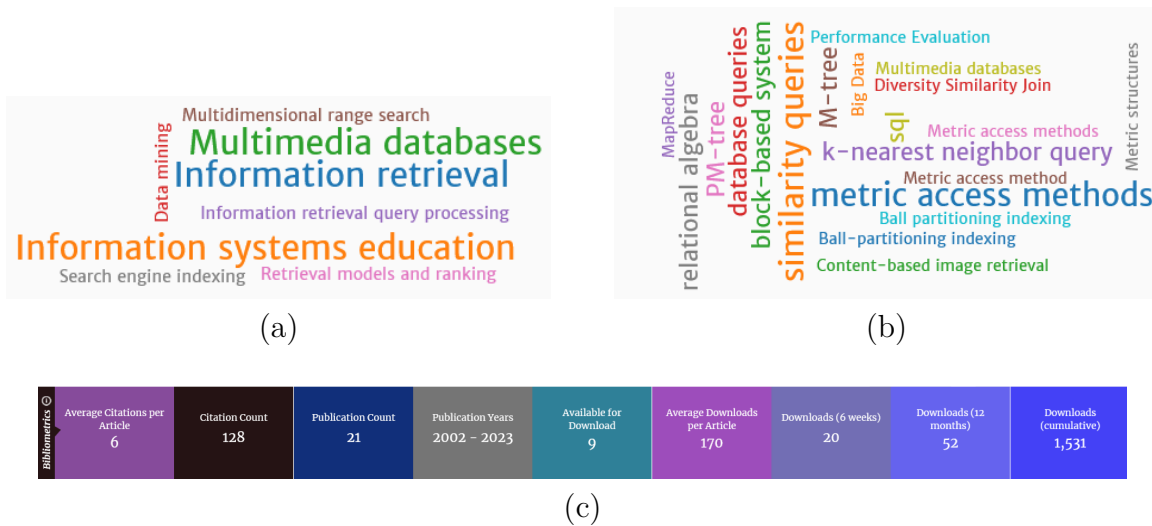 Multidimensional range search
Data mining
Multimedia databases
Information retrieval
Information retrieval query processing
Information systems education
Search engine indexing
Retrieval models and ranking
(a)
MapReduce
relational algebra
PM-tree
database queries
block-based system
similarity queries
Performance Evaluation
M-tree
Big Data
Multimedia databases
Diversity Similarity Join
sql
Metric access methods
Metric structures
k-nearest neighbor query
Metric access method
metric access methods
Ball partitioning indexing
Ball-partitioning indexing
Content-based image retrieval
(b)
Bibliometrics
Average Citations per
Article
6
Citation Count
128
Publication Count
21
Publication Years
2002 - 2023
Available for
Download
9
Average Downloads
per Article
170
Downloads (6 weeks)
20
Downloads (12
months)
52
Downloads
(cumulative)
1,531
(c)